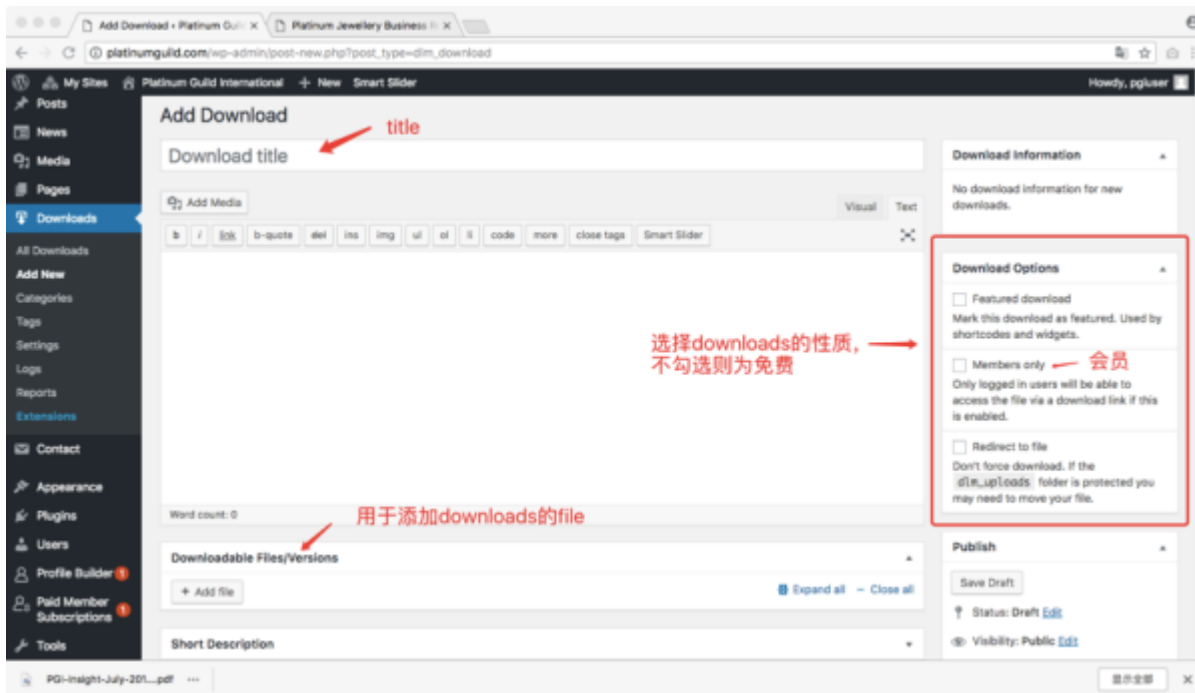 Add Download ‹ Platinum Guil
Platinum Jewellery Business
platinumguild.com/wp-admin/post-new.php?post_type=dlm_download
My Sites Platinum Guild International + New Smart Slider Howdy, pgiuser
Posts
News
Media
Pages
Downloads
All Downloads
Add New
Categories
Tags
Settings
Logs
Reports
Extensions
Contact
Appearance
Plugins
Users
Profile Builder 1
Paid Member
Subscriptions 1
Tools
Add Download
title
Download title
Add Media
Visual Text
b i link b-quote del ins img ul ol li code more close tags Smart Slider
选择downloads的性质，
不勾选则为免费
Word count: 0
用于添加downloads的file
Downloadable Files/Versions
+ Add file
Expand all − Close all
Short Description
Download Information
No download information for new
downloads.
Download Options
Featured download
Mark this download as featured. Used by
shortcodes and widgets.
Members only
会员
Only logged in users will be able to
access the file via a download link if this
is enabled.
Redirect to file
Don't force download. If the
dlm_uploads folder is protected you
may need to move your file.
Publish
Save Draft
Status: Draft Edit
Visibility: Public Edit
PGI-Insight-July-201....pdf
显示全部